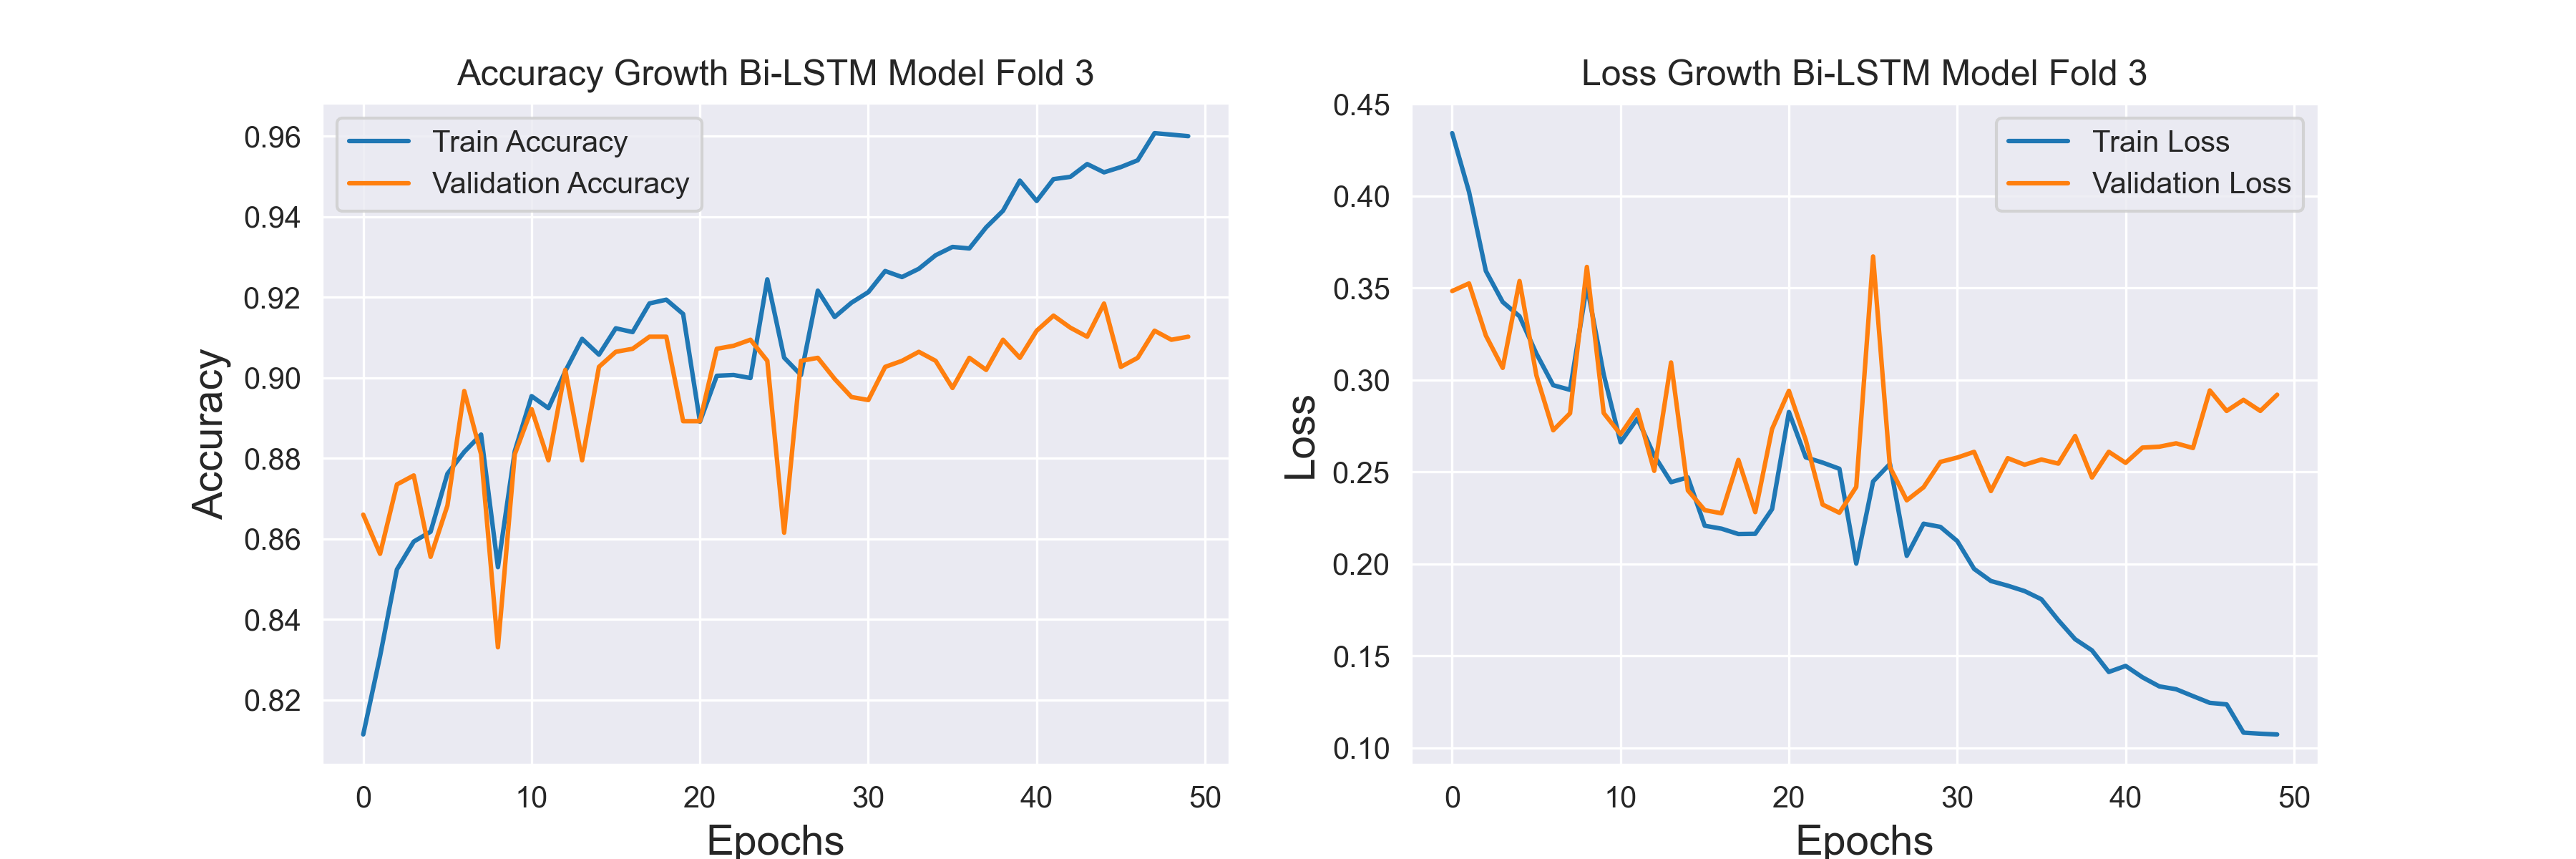 Accuracy Growth Bi-LSTM Model Fold 3
Train Accuracy
Validation Accuracy
0.96
0.94
0.92
0.90
0.88
0.86
0.84
0.82
Accuracy
0 10 20 30 40 50
Epochs
Loss Growth Bi-LSTM Model Fold 3
Train Loss
Validation Loss
0.45
0.40
0.35
0.30
0.25
0.20
0.15
0.10
Loss
0 10 20 30 40 50
Epochs